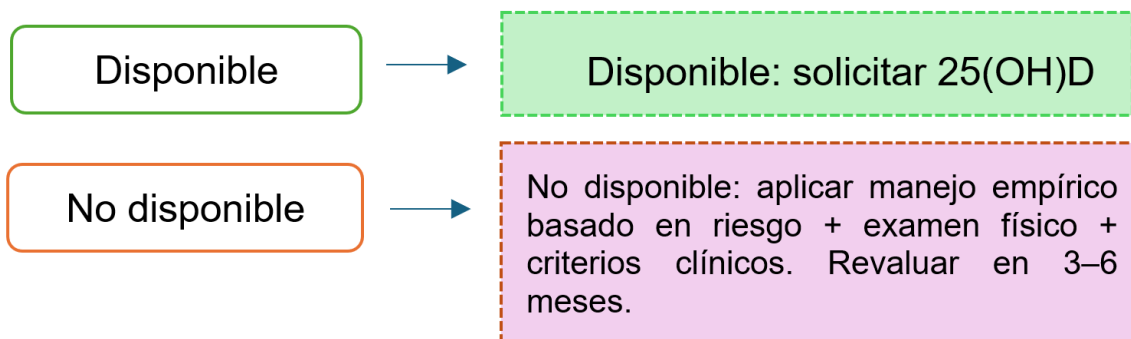 Disponible
Disponible: solicitar 25(OH)D
No disponible
No disponible: aplicar manejo empírico
basado en riesgo + examen físico +
criterios clínicos. Revaluar en 3–6
meses.